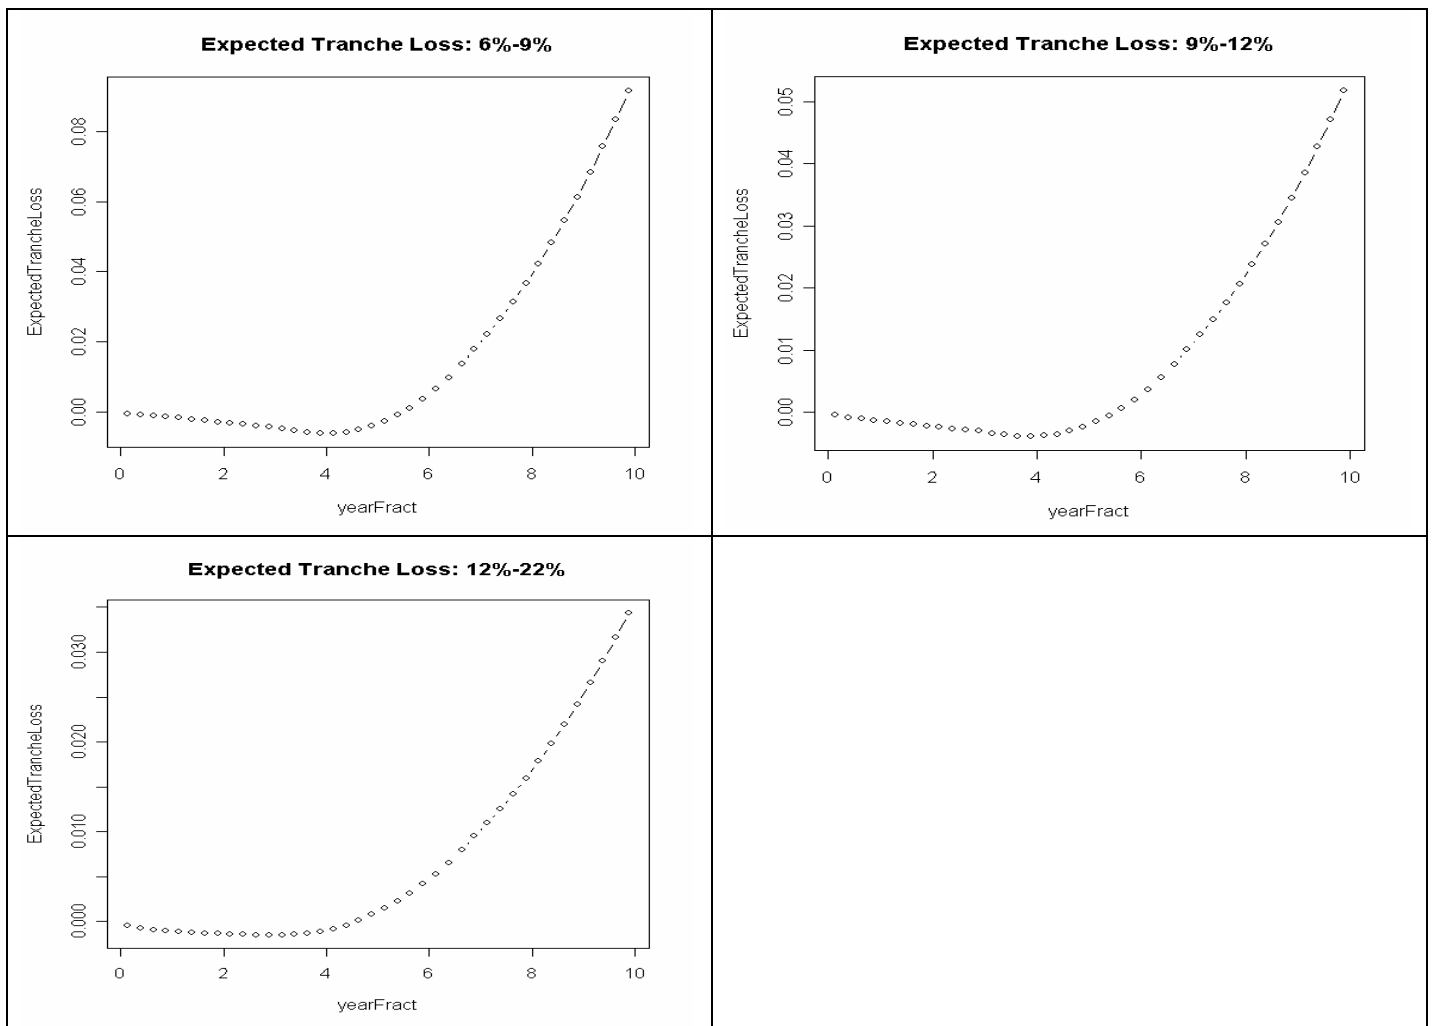 Expected Tranche Loss: 6%-9%
ExpectedTrancheLoss
0.00 0.02 0.04 0.06 0.08
0 2 4 6 8 10
yearFract
Expected Tranche Loss: 9%-12%
ExpectedTrancheLoss
0.00 0.01 0.02 0.03 0.04 0.05
0 2 4 6 8 10
yearFract
Expected Tranche Loss: 12%-22%
ExpectedTrancheLoss
0.000 0.010 0.020 0.030
0 2 4 6 8 10
yearFract